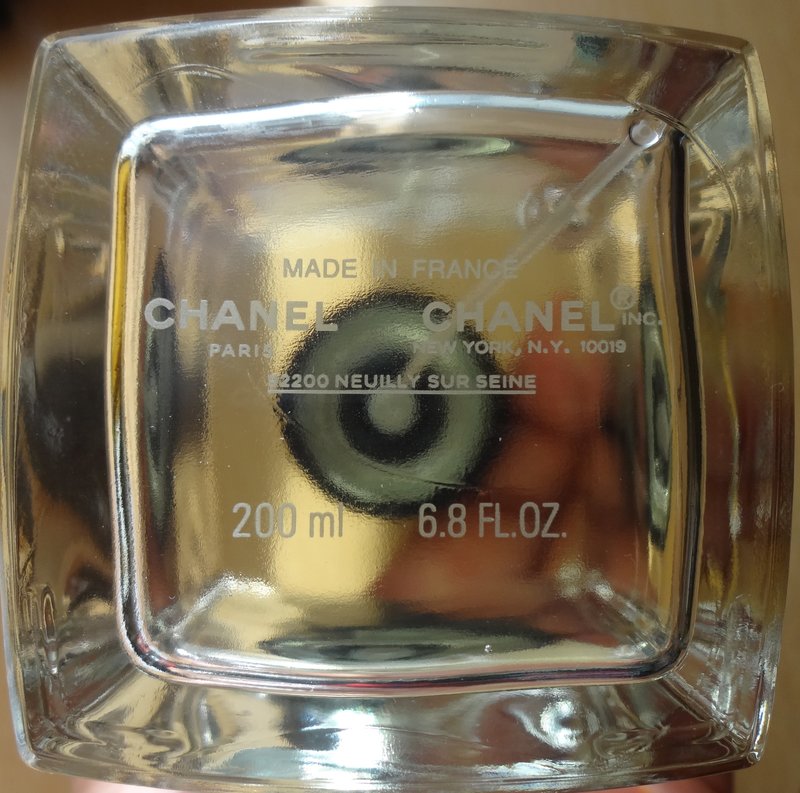 MADE IN FRANCE
CHANEL CHANEL® INC.
PARIS NEW YORK, N.Y. 10019
92200 NEUILLY SUR SEINE
200 ml 6.8 FL.OZ.